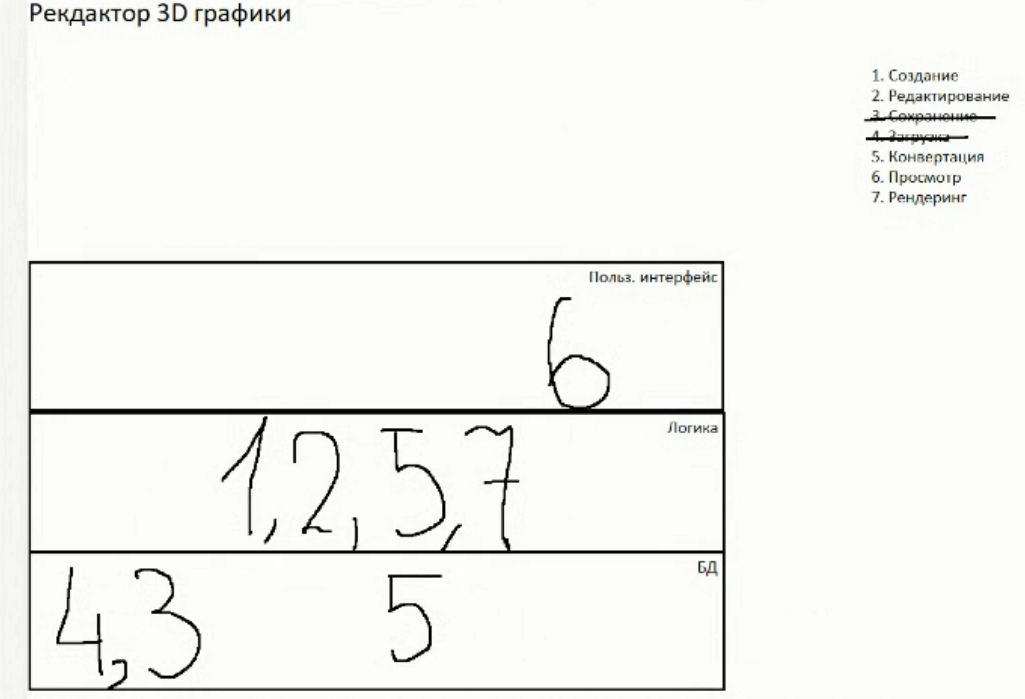 Рекдактор 3D графики
1. Создание
2. Редактирование
3. Сохранение
4. Загрузка
5. Конвертация
6. Просмотр
7. Рендеринг
Польз. интерфейс
6
Логика
1,2,5,7
БД
4,3 5